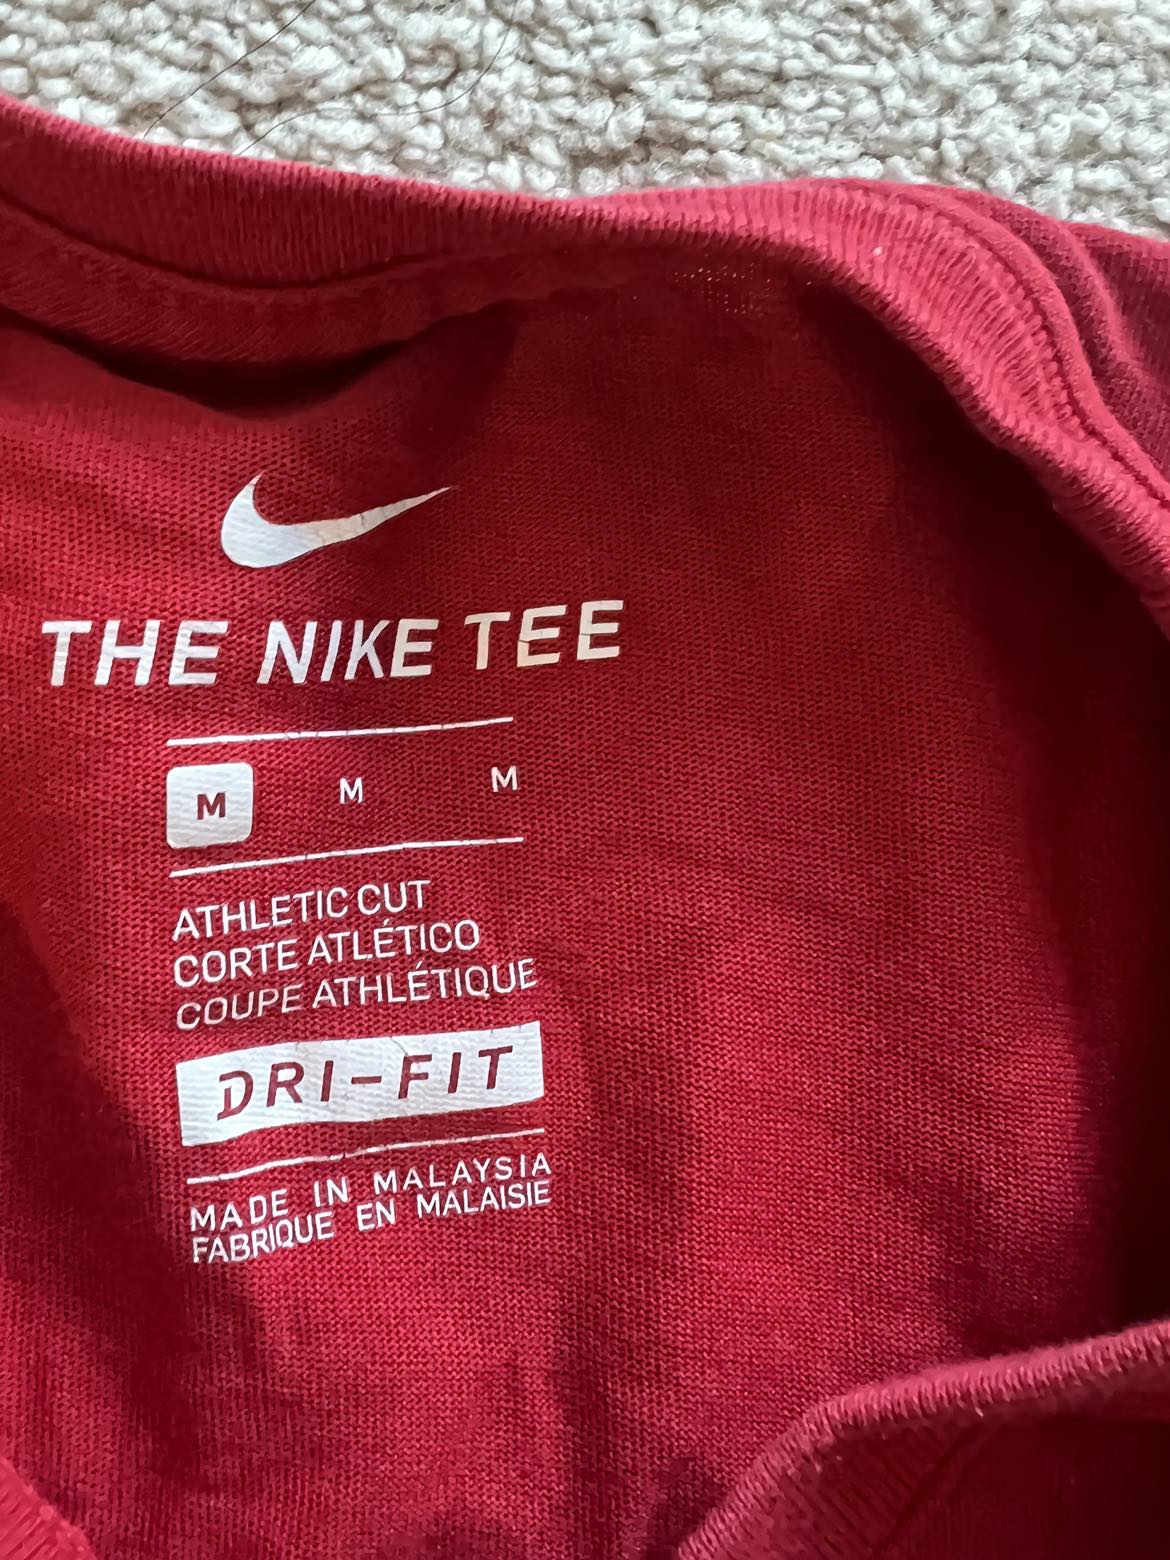 THE NIKE TEE
M M M
ATHLETIC CUT
CORTE ATLÉTICO
COUPE ATHLÉTIQUE
DRI-FIT
MADE IN MALAYSIA
FABRIQUE EN MALAISIE